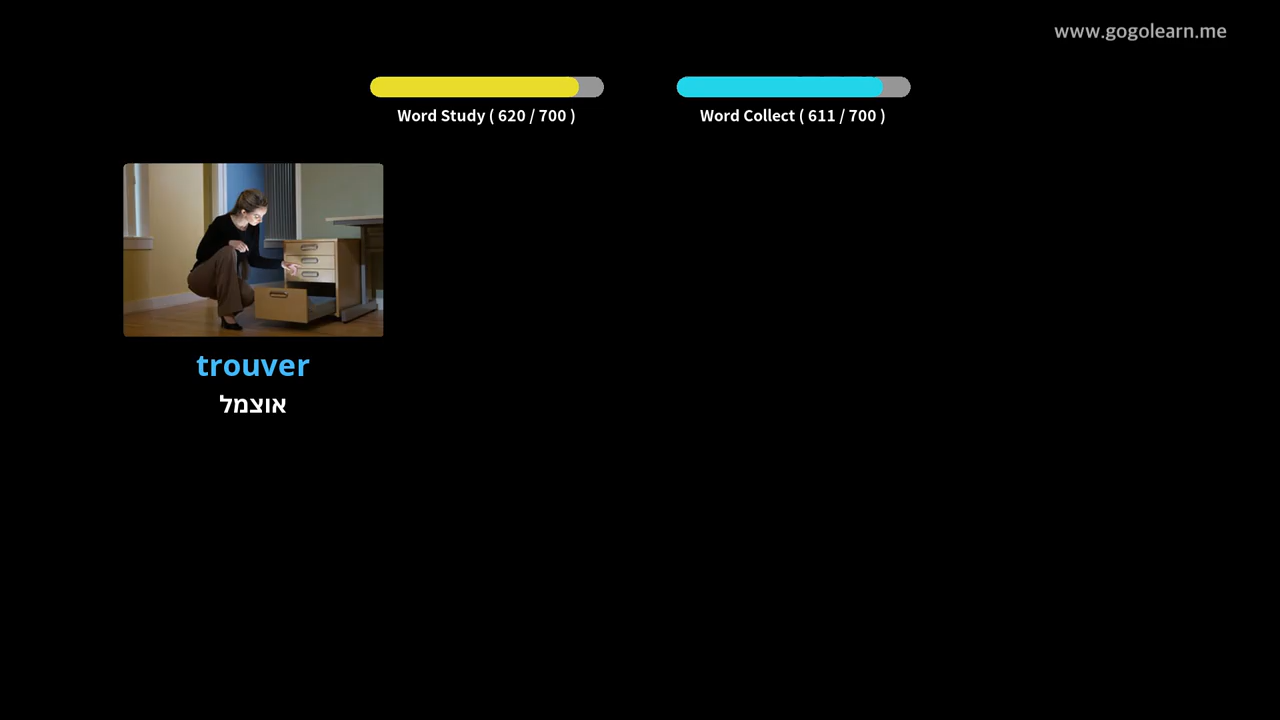 www.gogolearn.me
Word Study ( 620 / 700 )
Word Collect ( 611 / 700 )
trouver
אוצמל